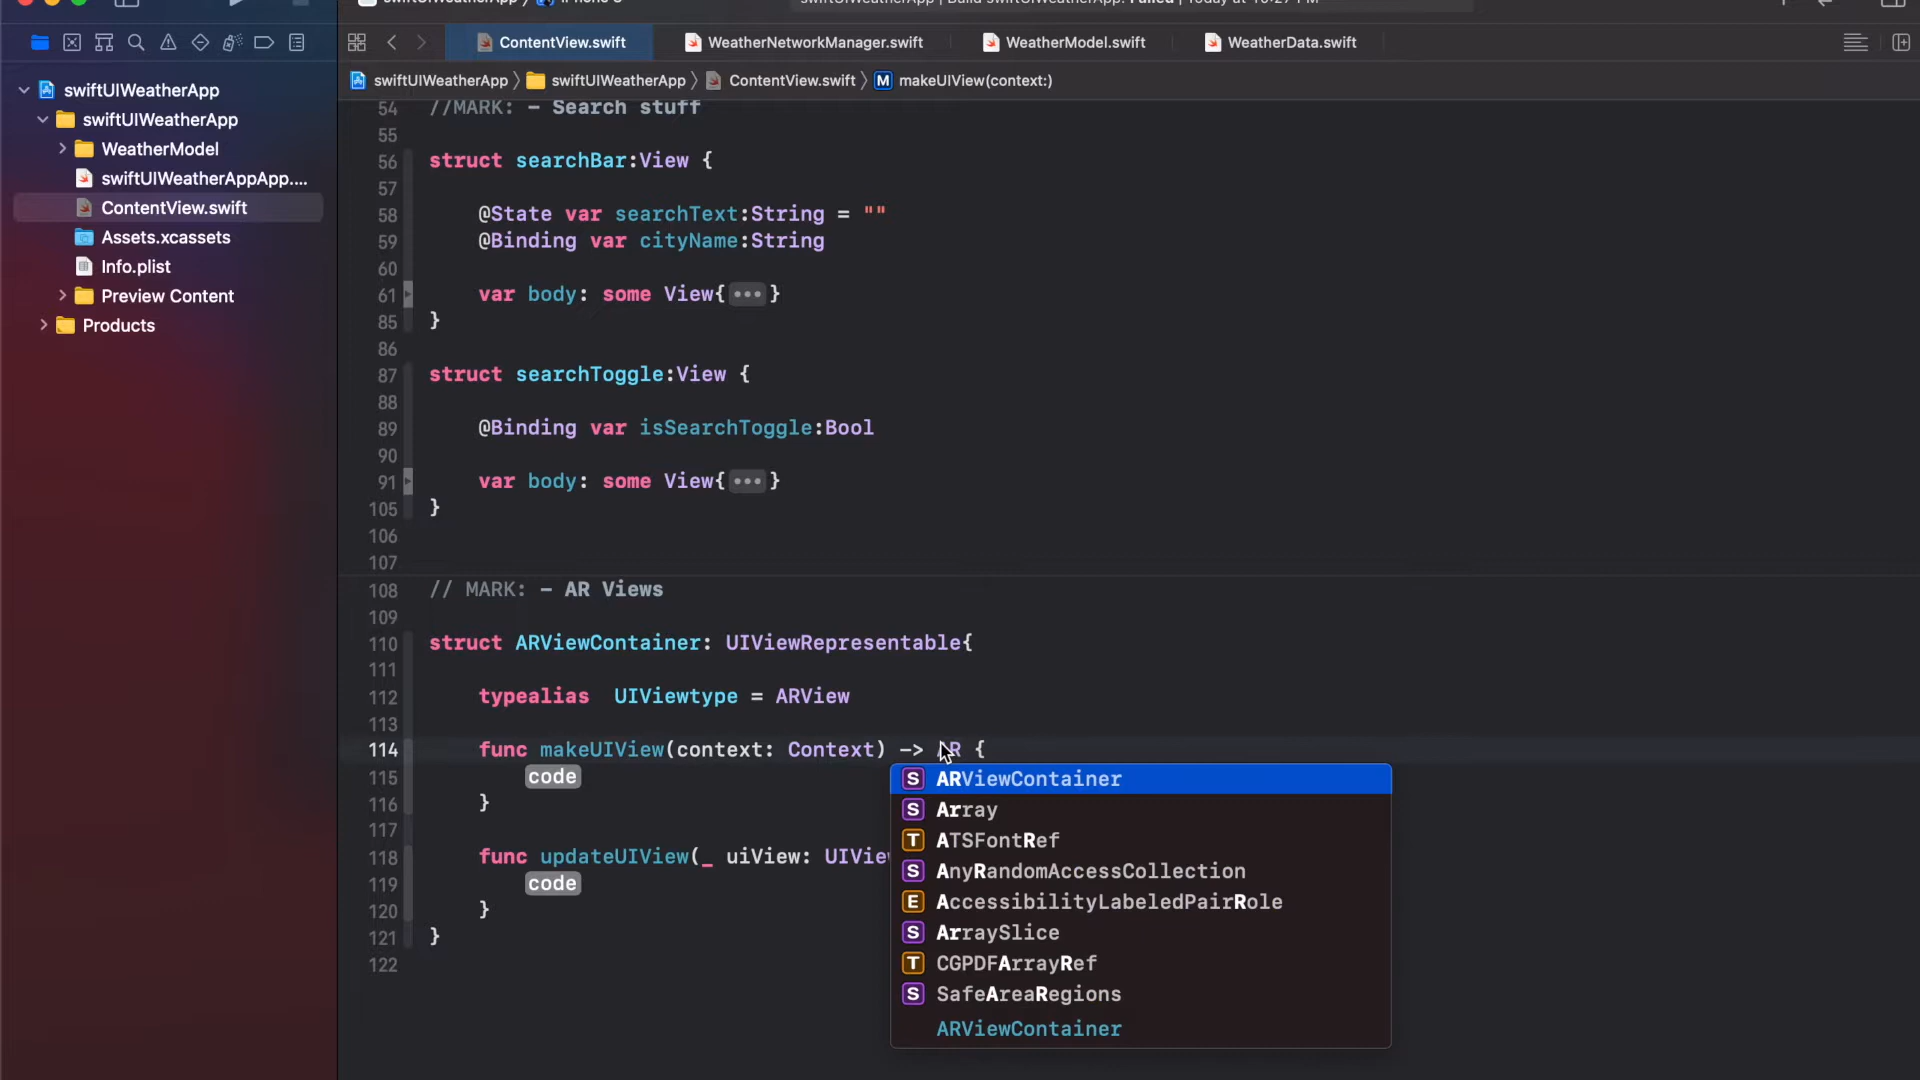 ContentView.swift
WeatherNetworkManager.swift
WeatherModel.swift
WeatherData.swift
swiftUIWeatherApp
swiftUIWeatherApp
ContentView.swift
M makeUIView(context:)
swiftUIWeatherApp
swiftUIWeatherApp
WeatherModel
swiftUIWeatherAppApp....
ContentView.swift
Assets.xcassets
Info.plist
Preview Content
Products
54 //MARK: - Search stuff
55
56 struct searchBar:View {
57
58 @State var searchText:String = ""
59 @Binding var cityName:String
60
61 var body: some View{•••}
85 }
86
87 struct searchToggle:View {
88
89 @Binding var isSearchToggle:Bool
90
91 var body: some View{•••}
105 }
106
107
108 // MARK: - AR Views
109
110 struct ARViewContainer: UIViewRepresentable{
111
112 typealias UIViewtype = ARView
113
114 func makeUIView(context: Context) -> AR {
115 code
116 }
117
118 func updateUIView(_ uiView:
119 code
120 }
121 }
122
S ARViewContainer
S Array
T ATSFontRef
S AnyRandomAccessCollection
E AccessibilityLabeledPairRole
S ArraySlice
T CGPDFArrayRef
S SafeAreaRegions
ARViewContainer